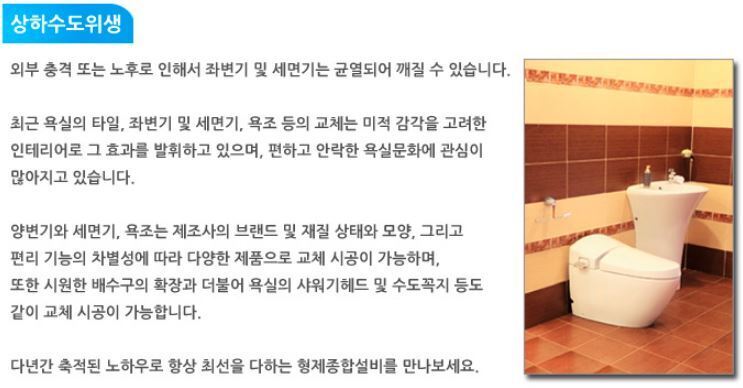 상하수도위생
외부 충격 또는 노후로 인해서 좌변기 및 세면기는 균열되어 깨질 수 있습니다.
최근 욕실의 타일, 좌변기 및 세면기, 욕조 등의 교체는 미적 감각을 고려한
인테리어로 그 효과를 발휘하고 있으며, 편하고 안락한 욕실문화에 관심이
많아지고 있습니다.
양변기와 세면기, 욕조는 제조사의 브랜드 및 재질 상태와 모양, 그리고
편리 기능의 차별성에 따라 다양한 제품으로 교체 시공이 가능하며,
또한 시원한 배수구의 확장과 더불어 욕실의 샤워기헤드 및 수도꼭지 등도
같이 교체 시공이 가능합니다.
다년간 축적된 노하우로 항상 최선을 다하는 형제종합설비를 만나보세요.